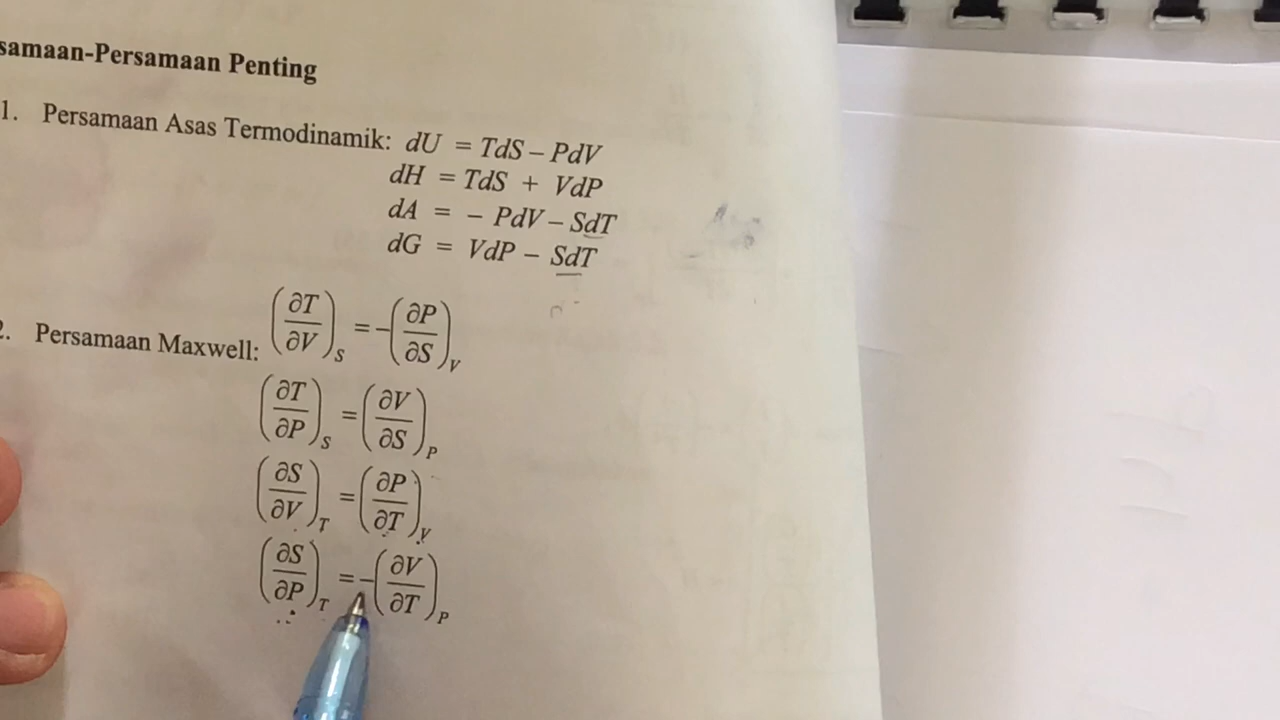 samaan-Persamaan Penting
1. Persamaan Asas Termodinamik: dU = TdS – PdV
dH = TdS + VdP
dA = – PdV – SdT
dG = VdP – SdT
2. Persamaan Maxwell: (∂T/∂V)_S = –(∂P/∂S)_V
(∂T/∂P)_S = (∂V/∂S)_P
(∂S/∂V)_T = (∂P/∂T)_V
(∂S/∂P)_T = –(∂V/∂T)_P